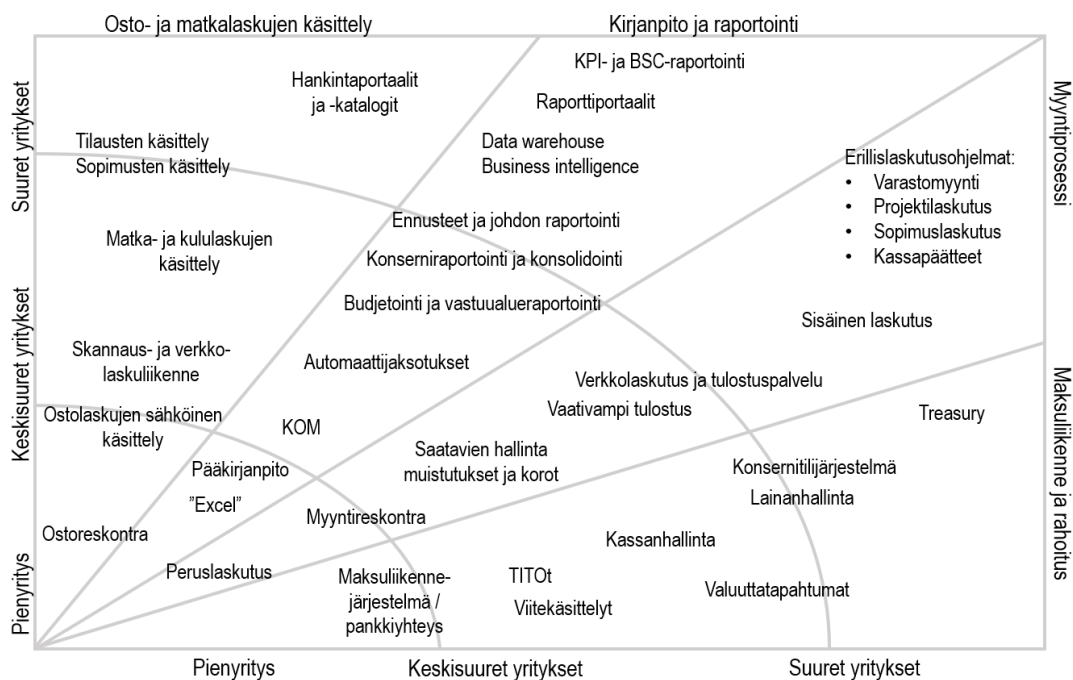 Osto- ja matkalaskujen käsittely
Kirjanpito ja raportointi
KPI- ja BSC-raportointi
Hankintaportaalit
ja -katalogit
Raporttiportaalit
Tilausten käsittely
Sopimusten käsittely
Data warehouse
Business intelligence
Erillislaskutusohjelmat:
• Varastomyynti
• Projektilaskutus
• Sopimuslaskutus
• Kassapäätteet
Ennusteet ja johdon raportointi
Matka- ja kululaskujen
käsittely
Konserniraportointi ja konsolidointi
Budjetointi ja vastuualueraportointi
Sisäinen laskutus
Skannaus- ja verkko-
laskuliikenne
Automaattijaksotukset
Verkkolaskutus ja tulostuspalvelu
Vaativampi tulostus
Treasury
Ostolaskujen sähköinen
käsittely
KOM
Saatavien hallinta
muistutukset ja korot
Pääkirjanpito
Konsernitilijärjestelmä
Lainanhallinta
"Excel"
Myyntireskontra
Ostoreskontra
Kassanhallinta
Peruslaskutus
Maksuliikenne-
järjestelmä /
pankkiyhteys
TITOt
Viitekäsittelyt
Valuuttatapahtumat
Suuret yritykset
Keskisuuret yritykset
Pienyritys
Myyntiprosessi
Maksuliikenne ja rahoitus
Pienyritys
Keskisuuret yritykset
Suuret yritykset